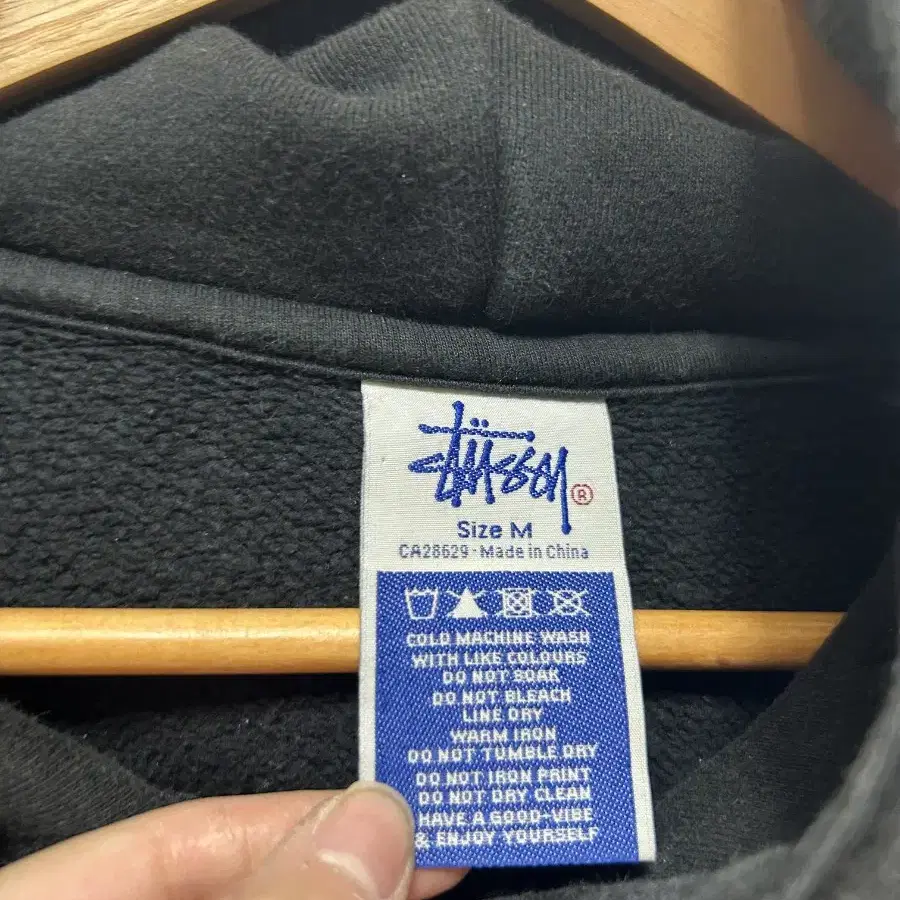 Stüssy ®
Size M
CA28629 · Made in China
COLD MACHINE WASH
WITH LIKE COLOURS
DO NOT SOAK
DO NOT BLEACH
LINE DRY
WARM IRON
DO NOT TUMBLE DRY
DO NOT IRON PRINT
DO NOT DRY CLEAN
HAVE A GOOD-VIBE
& ENJOY YOURSELF